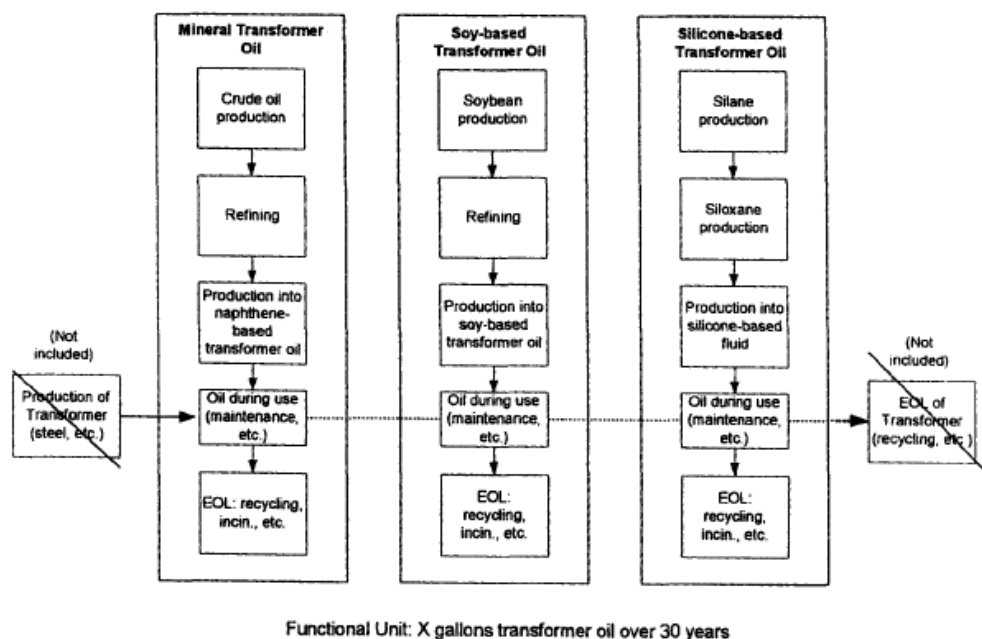 Mineral Transformer
Oil
Crude oil
production
Refining
Production into
naphthene-
based
transformer oil
Oil during use
(maintenance,
etc.)
EOL: recycling,
incin., etc.
Soy-based
Transformer Oil
Soybean
production
Refining
Production into
soy-based
transformer oil
Oil during use
(maintenance,
etc.)
EOL:
recycling,
incin., etc.
Silicone-based
Transformer Oil
Silane
production
Siloxane
production
Production into
silicone-based
fluid
Oil during use
(maintenance,
etc.)
EOL:
recycling,
incin., etc.
(Not
included)
Production of
Transformer
(steel, etc.)
(Not
included)
EOL of
Transformer
(recycling, etc.)
Functional Unit: X gallons transformer oil over 30 years